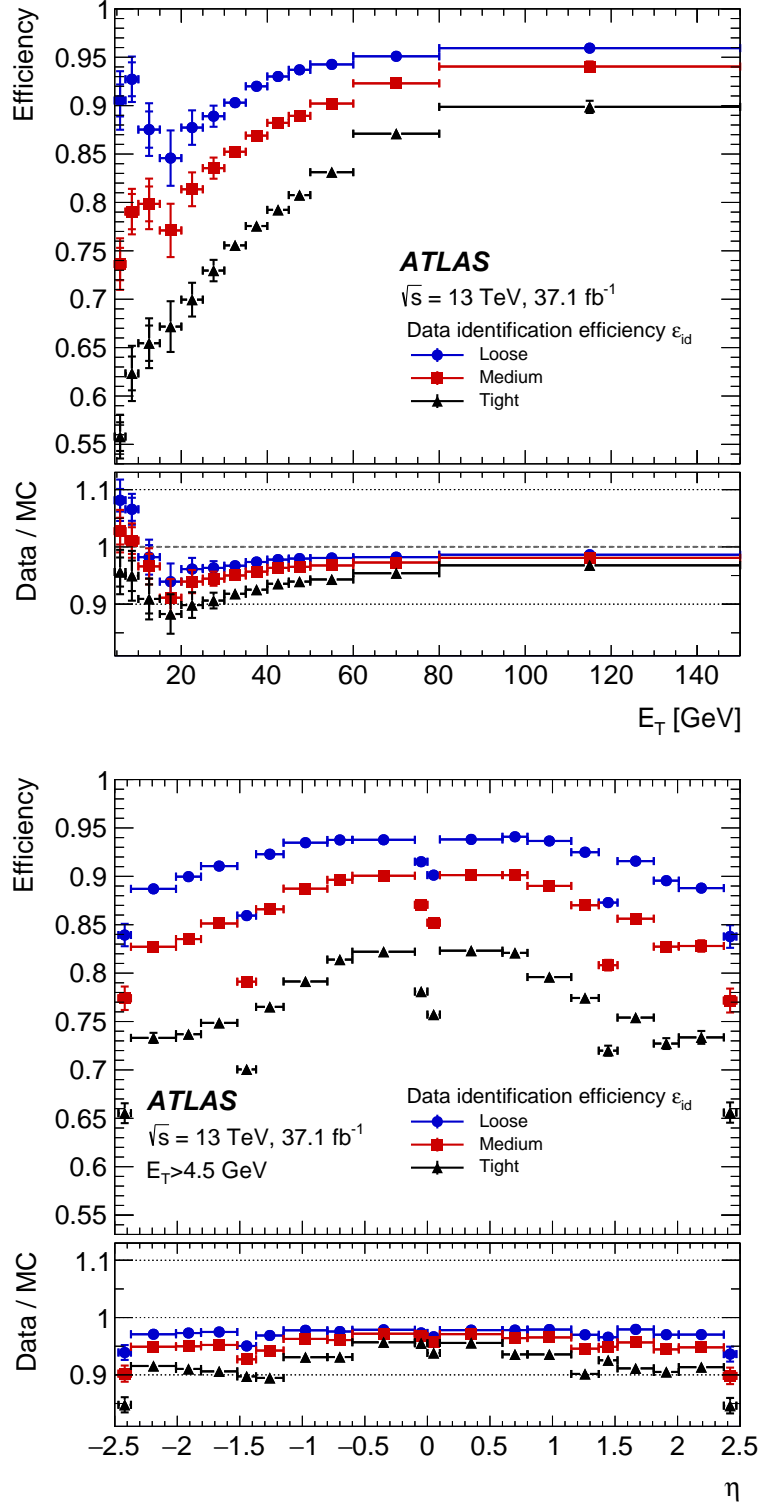 Efficiency
1
0.95
0.9
0.85
0.8
0.75
0.7
0.65
0.6
0.55
ATLAS
√s = 13 TeV, 37.1 fb⁻¹
Data identification efficiency ε_id
Loose
Medium
Tight
Data / MC
1.1
1
0.9
20 40 60 80 100 120 140
E_T [GeV]
Efficiency
1
0.95
0.9
0.85
0.8
0.75
0.7
0.65
0.6
0.55
ATLAS
√s = 13 TeV, 37.1 fb⁻¹
E_T>4.5 GeV
Data identification efficiency ε_id
Loose
Medium
Tight
Data / MC
1.1
1
0.9
−2.5 −2 −1.5 −1 −0.5 0 0.5 1 1.5 2 2.5
η